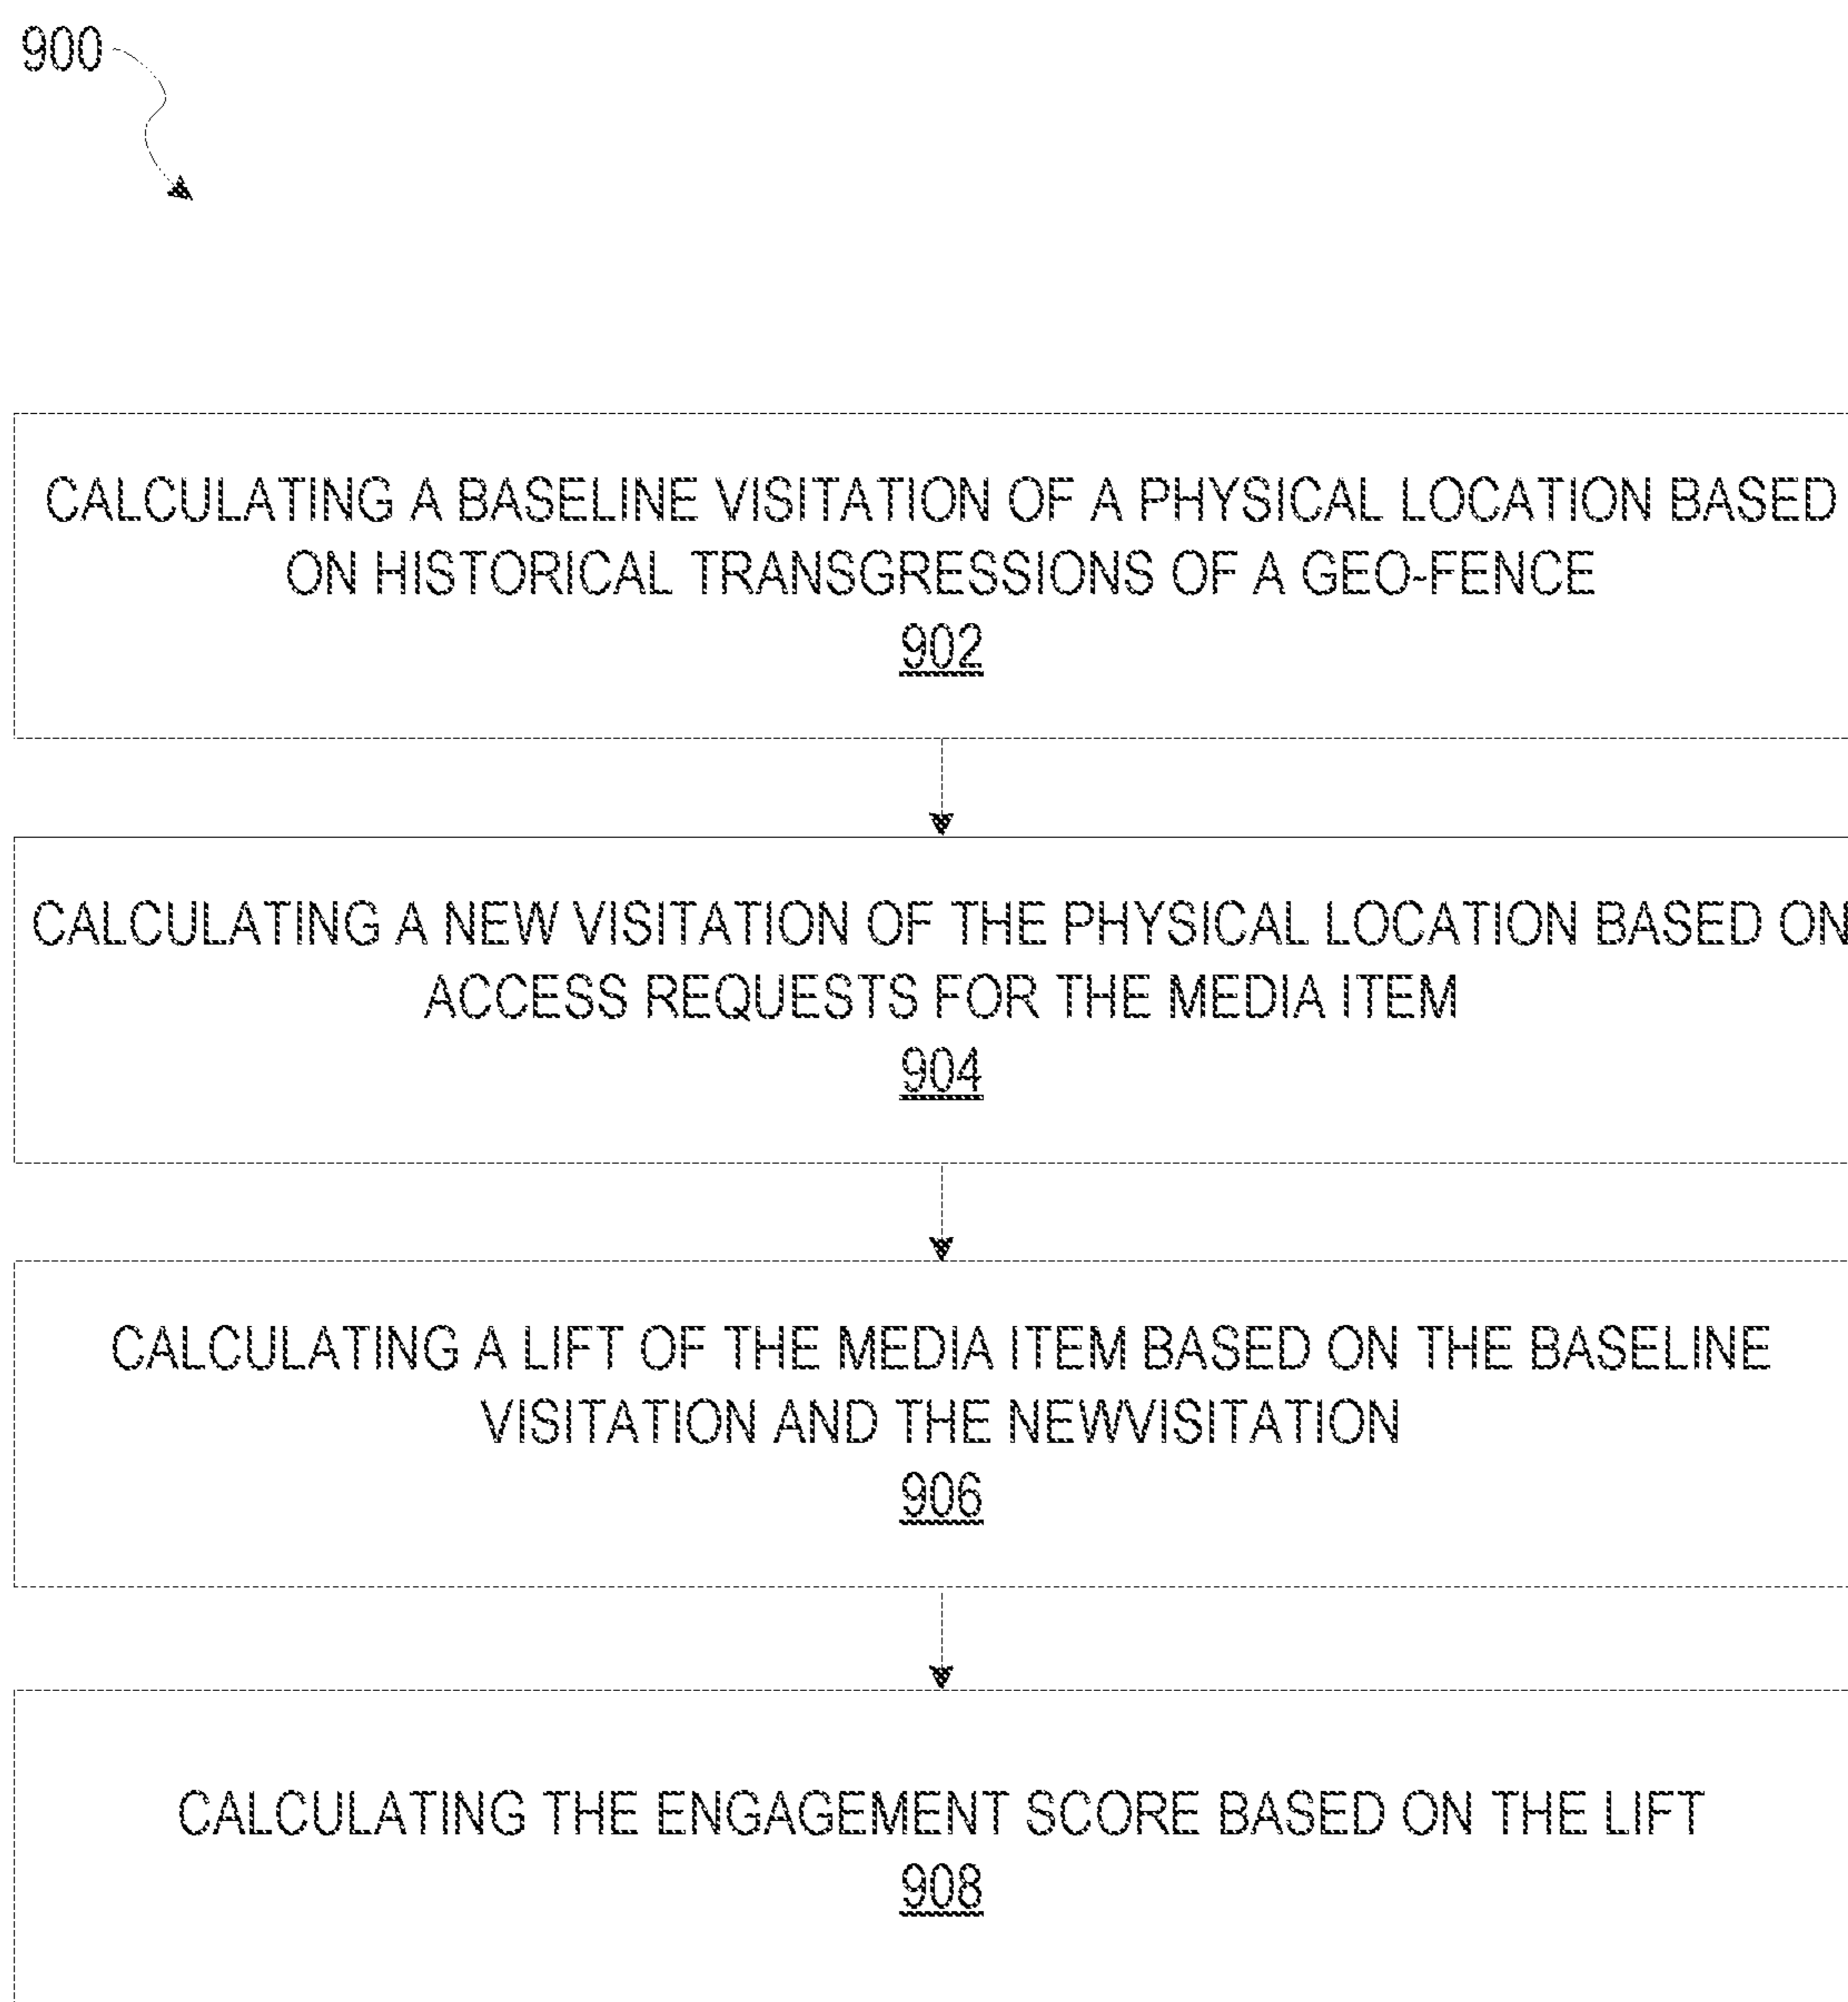 900
CALCULATING A BASELINE VISITATION OF A PHYSICAL LOCATION BASED
ON HISTORICAL TRANSGRESSIONS OF A GEO-FENCE
902
CALCULATING A NEW VISITATION OF THE PHYSICAL LOCATION BASED ON
ACCESS REQUESTS FOR THE MEDIA ITEM
904
CALCULATING A LIFT OF THE MEDIA ITEM BASED ON THE BASELINE
VISITATION AND THE NEWVISITATION
906
CALCULATING THE ENGAGEMENT SCORE BASED ON THE LIFT
908